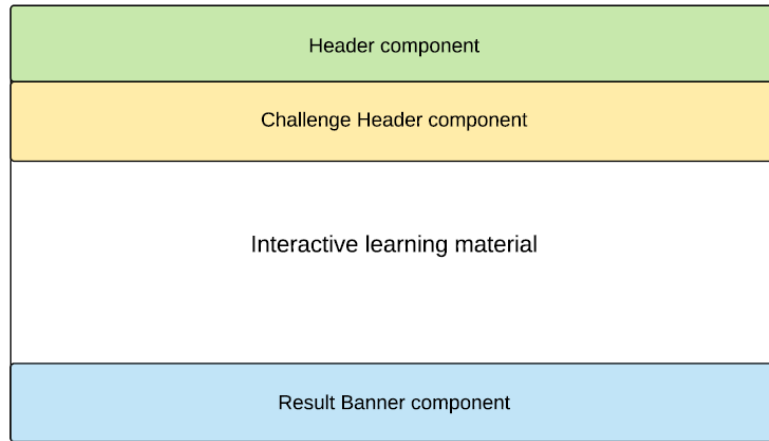 Header component
Challenge Header component
Interactive learning material
Result Banner component